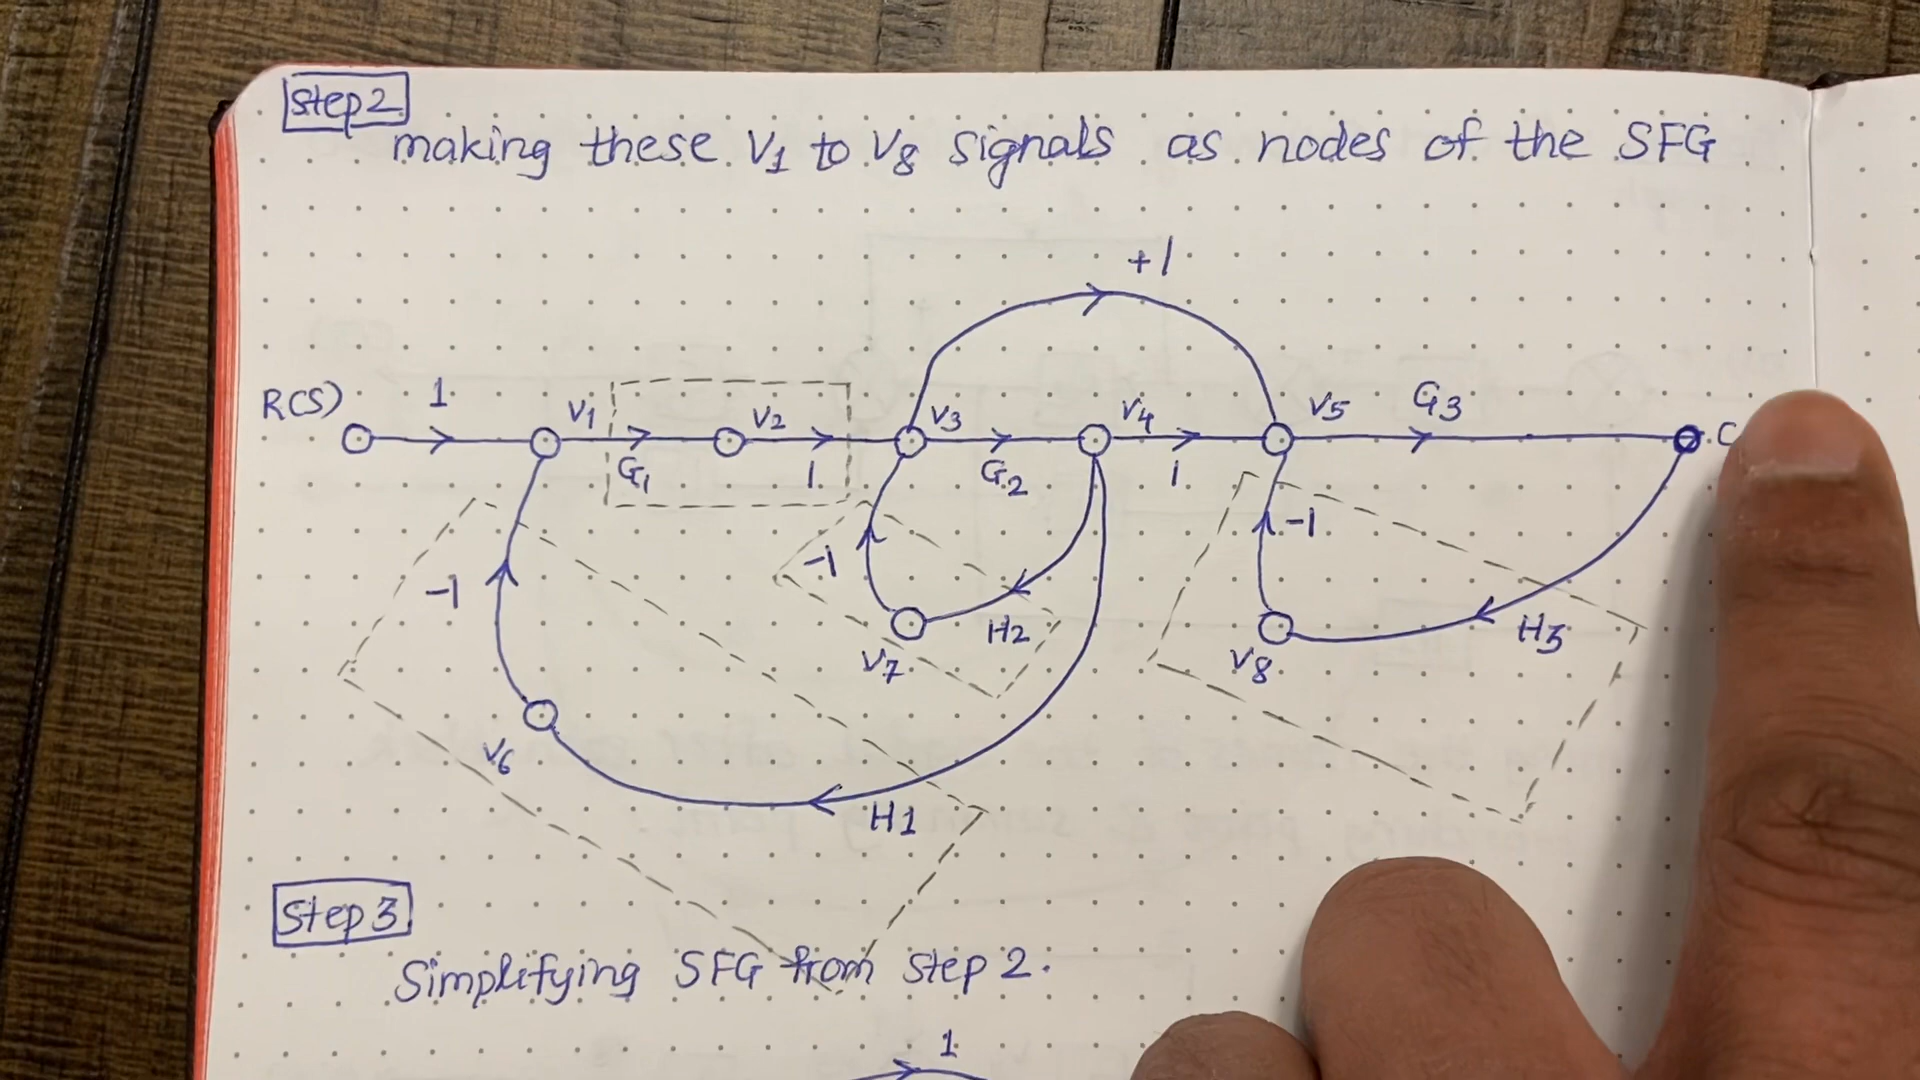 Step 2
making these V1 to V8 signals as nodes of the SFG
+1
R(S) 1 V1 V2 V3 V4 V5 G3 C
G1 1 G2 1
-1 -1 -1
H2 H3
V7 V8
V6
H1
Step 3
Simplifying SFG from step 2.
1